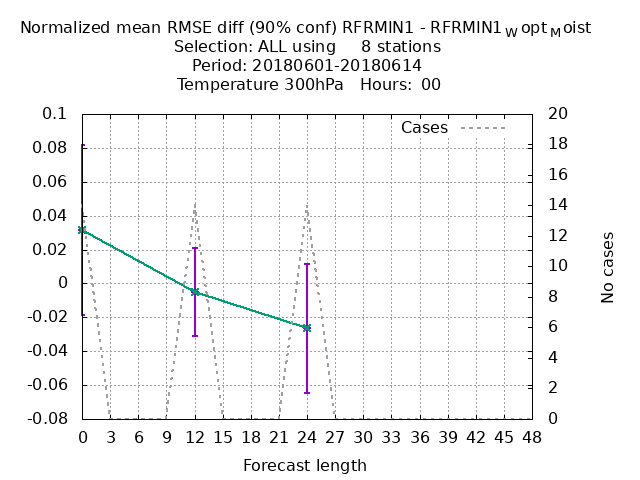 Normalized mean RMSE diff (90% conf) RFRMIN1 - RFRMIN1WoptMoist
Selection: ALL using 8 stations
Period: 20180601-20180614
Temperature 300hPa Hours: 00
Cases
0.1
0.08
0.06
0.04
0.02
0
-0.02
-0.04
-0.06
-0.08
20
18
16
14
12
10
8
6
4
2
0
No cases
0 3 6 9 12 15 18 21 24 27 30 33 36 39 42 45 48
Forecast length